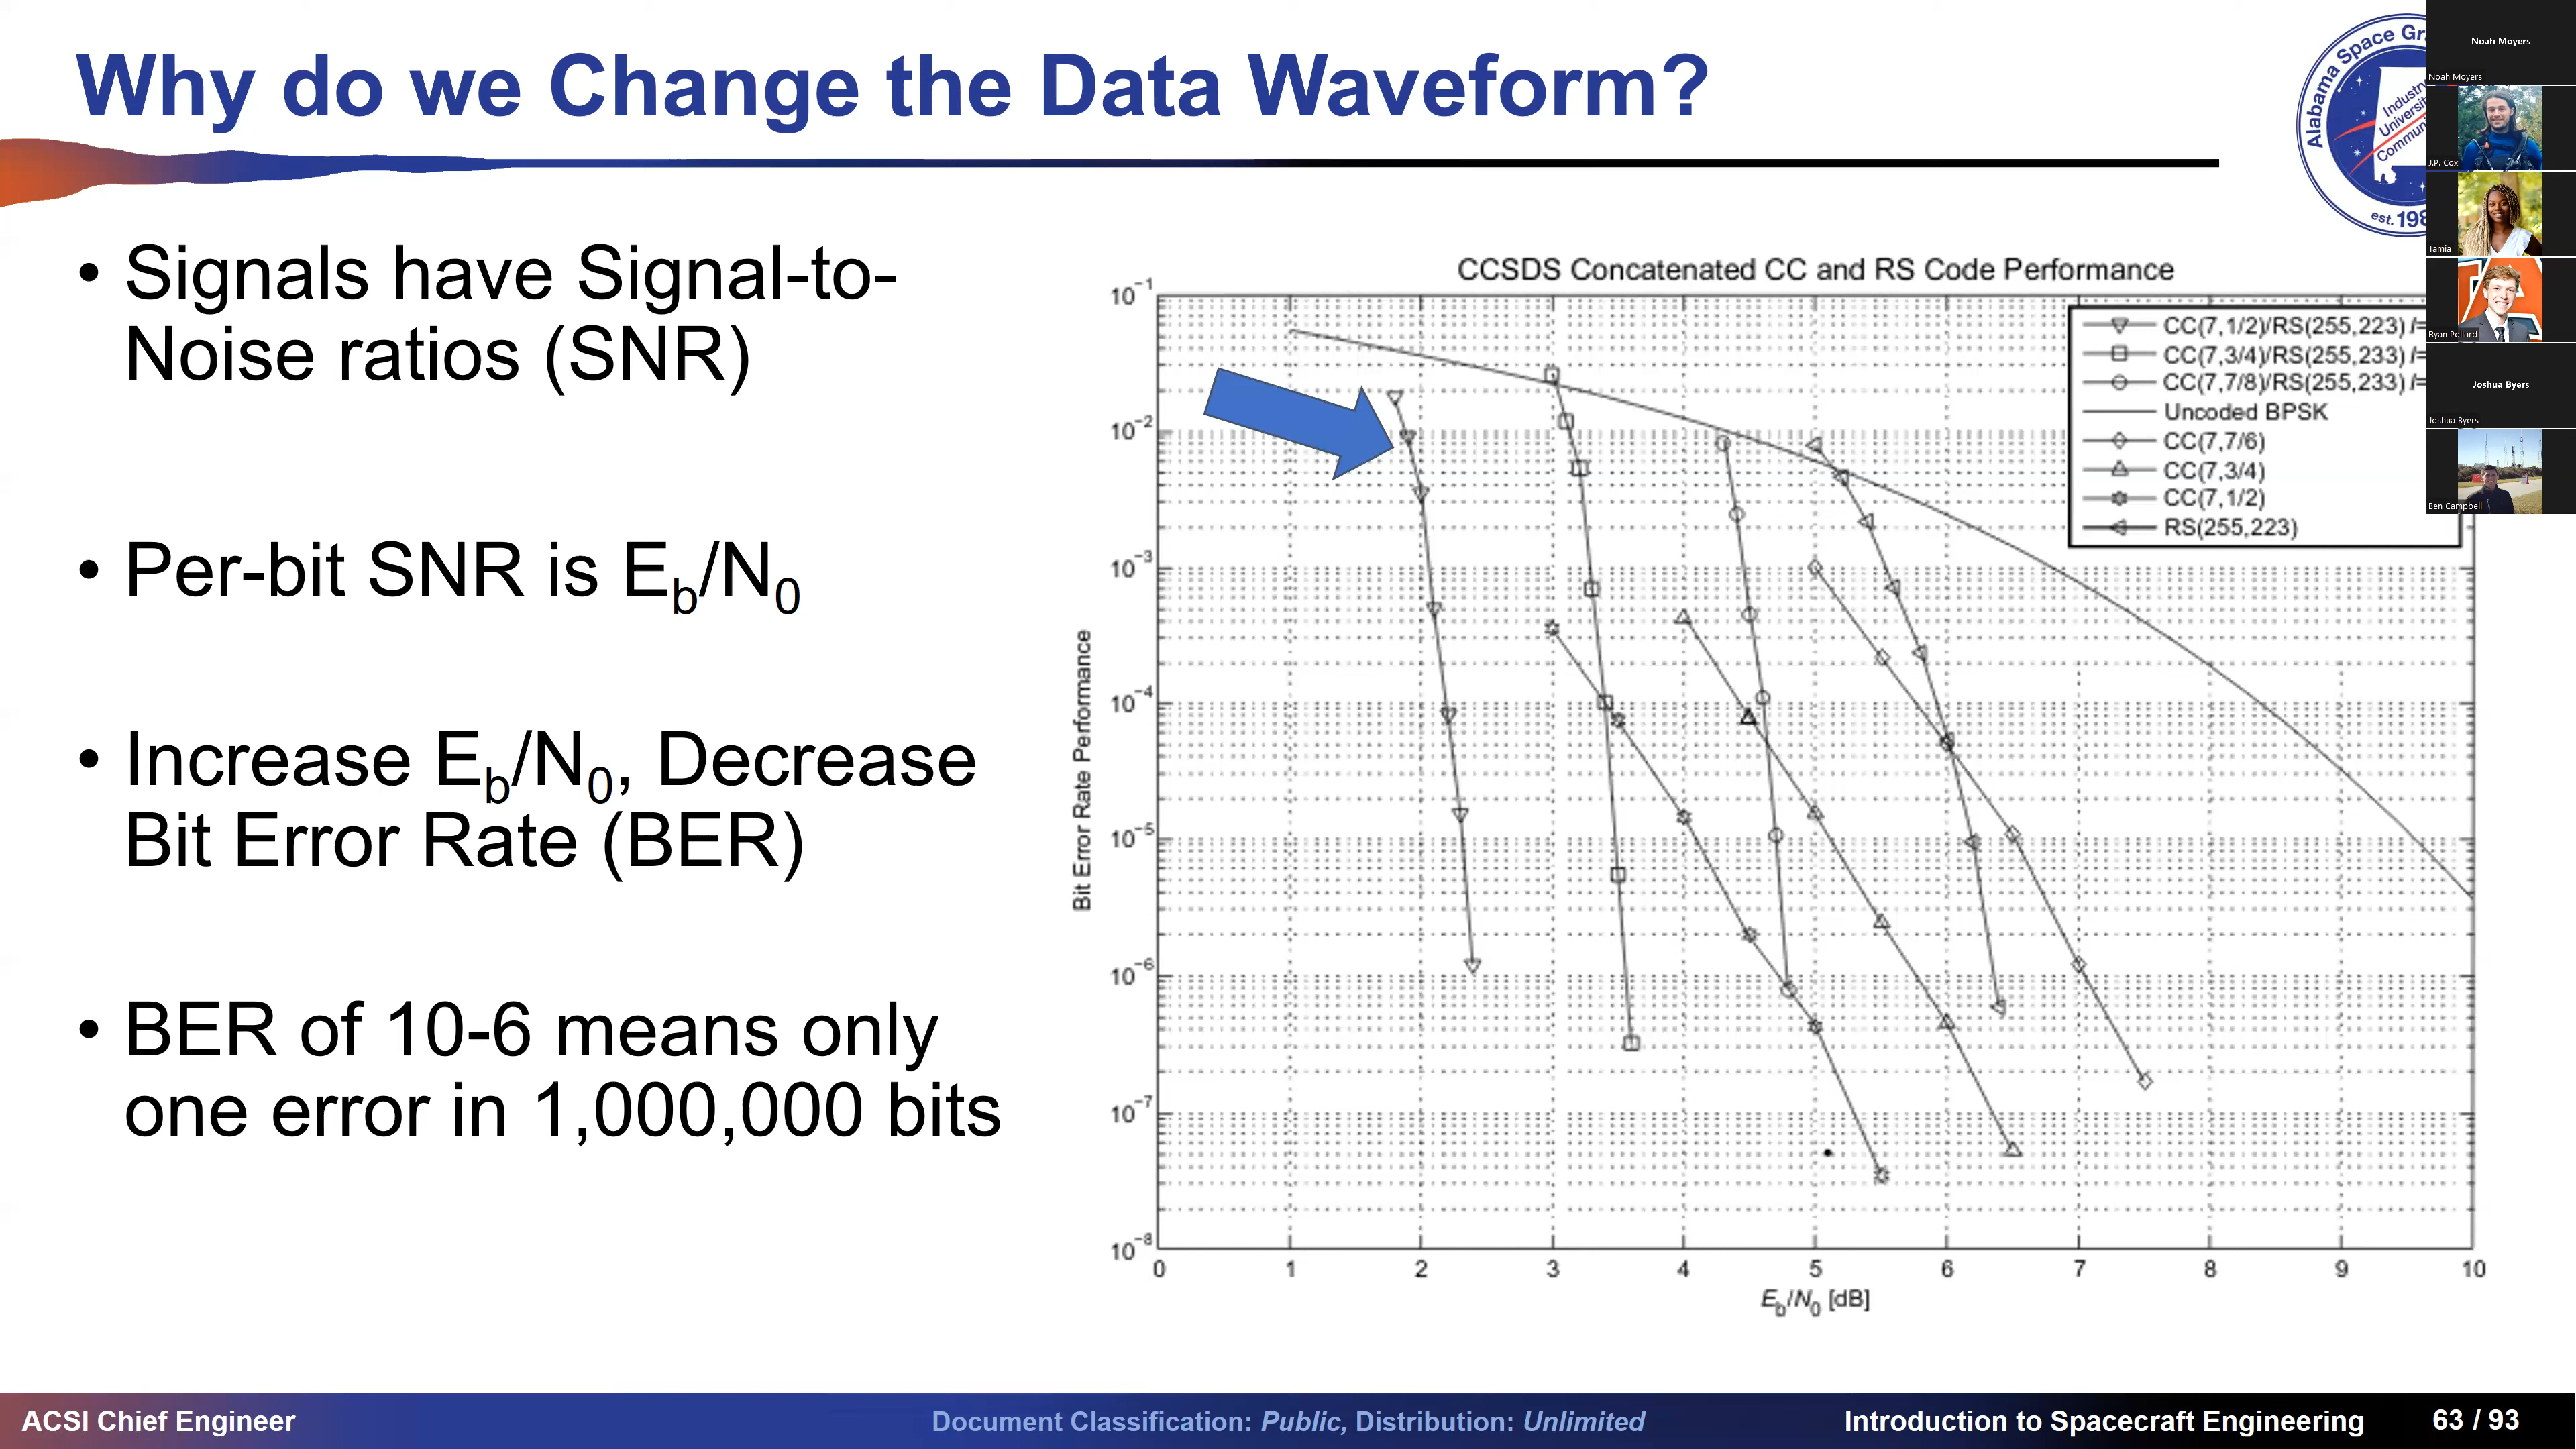 Why do we Change the Data Waveform?
Alabama Space Gr
Industry
University
Commun
est. 198
Noah Moyers
Noah Moyers
J.P. Cox
Tamia
Ryan Pollard
Joshua Byers
Joshua Byers
Ben Campbell
• Signals have Signal-to-
Noise ratios (SNR)
• Per-bit SNR is Eb/N0
• Increase Eb/N0, Decrease
Bit Error Rate (BER)
• BER of 10-6 means only
one error in 1,000,000 bits
CCSDS Concatenated CC and RS Code Performance
CC(7,1/2)/RS(255,223) I=
CC(7,3/4)/RS(255,233) I=
CC(7,7/8)/RS(255,233) I=
Uncoded BPSK
CC(7,7/6)
CC(7,3/4)
CC(7,1/2)
RS(255,223)
Bit Error Rate Performance
10−1
10−2
10−3
10−4
10−5
10−6
10−7
10−8
0 1 2 3 4 5 6 7 8 9 10
Eb/N0 [dB]
ACSI Chief Engineer
Document Classification: Public, Distribution: Unlimited
Introduction to Spacecraft Engineering
63 / 93